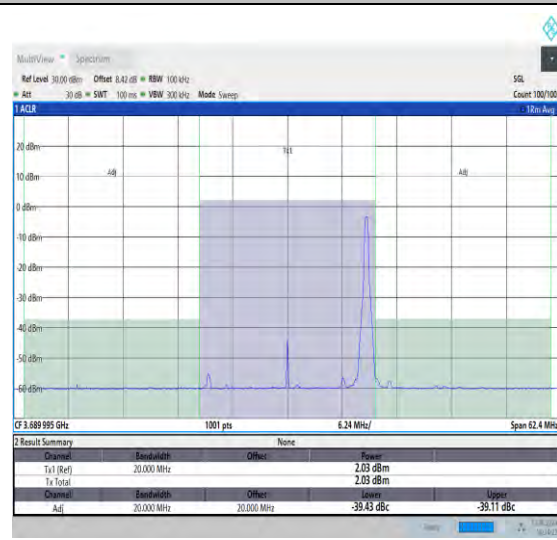 MultiView Spectrum
Ref Level 30.00 dBm Offset 8.42 dB RBW 100 kHz SGL
Att 30 dB SWT 100 ms VBW 300 kHz Mode Sweep Count 100/100
1 ACLR 1Rm Avg
20 dBm
Tx1
Adj Adj
10 dBm
0 dBm
-10 dBm
-20 dBm
-30 dBm
-40 dBm
-50 dBm
-60 dBm
CF 3.689995 GHz 1001 pts 6.24 MHz/ Span 62.4 MHz
2 Result Summary None
Channel Bandwidth Offset Power
Tx1 (Ref) 20.000 MHz 2.03 dBm
Tx Total 2.03 dBm
Channel Bandwidth Offset Lower Upper
Adj 20.000 MHz 20.000 MHz -39.43 dBc -39.11 dBc